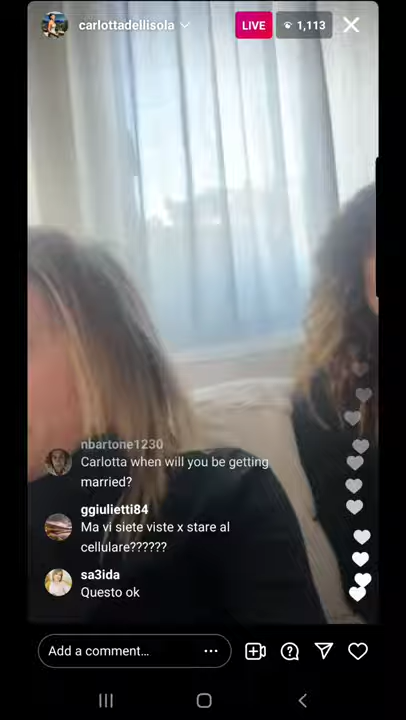 carlottadellisola
LIVE
1,113
nbartone1230
Carlotta when will you be getting
married?
ggiulietti84
Ma vi siete viste x stare al
cellulare??????
sa3ida
Questo ok
Add a comment...